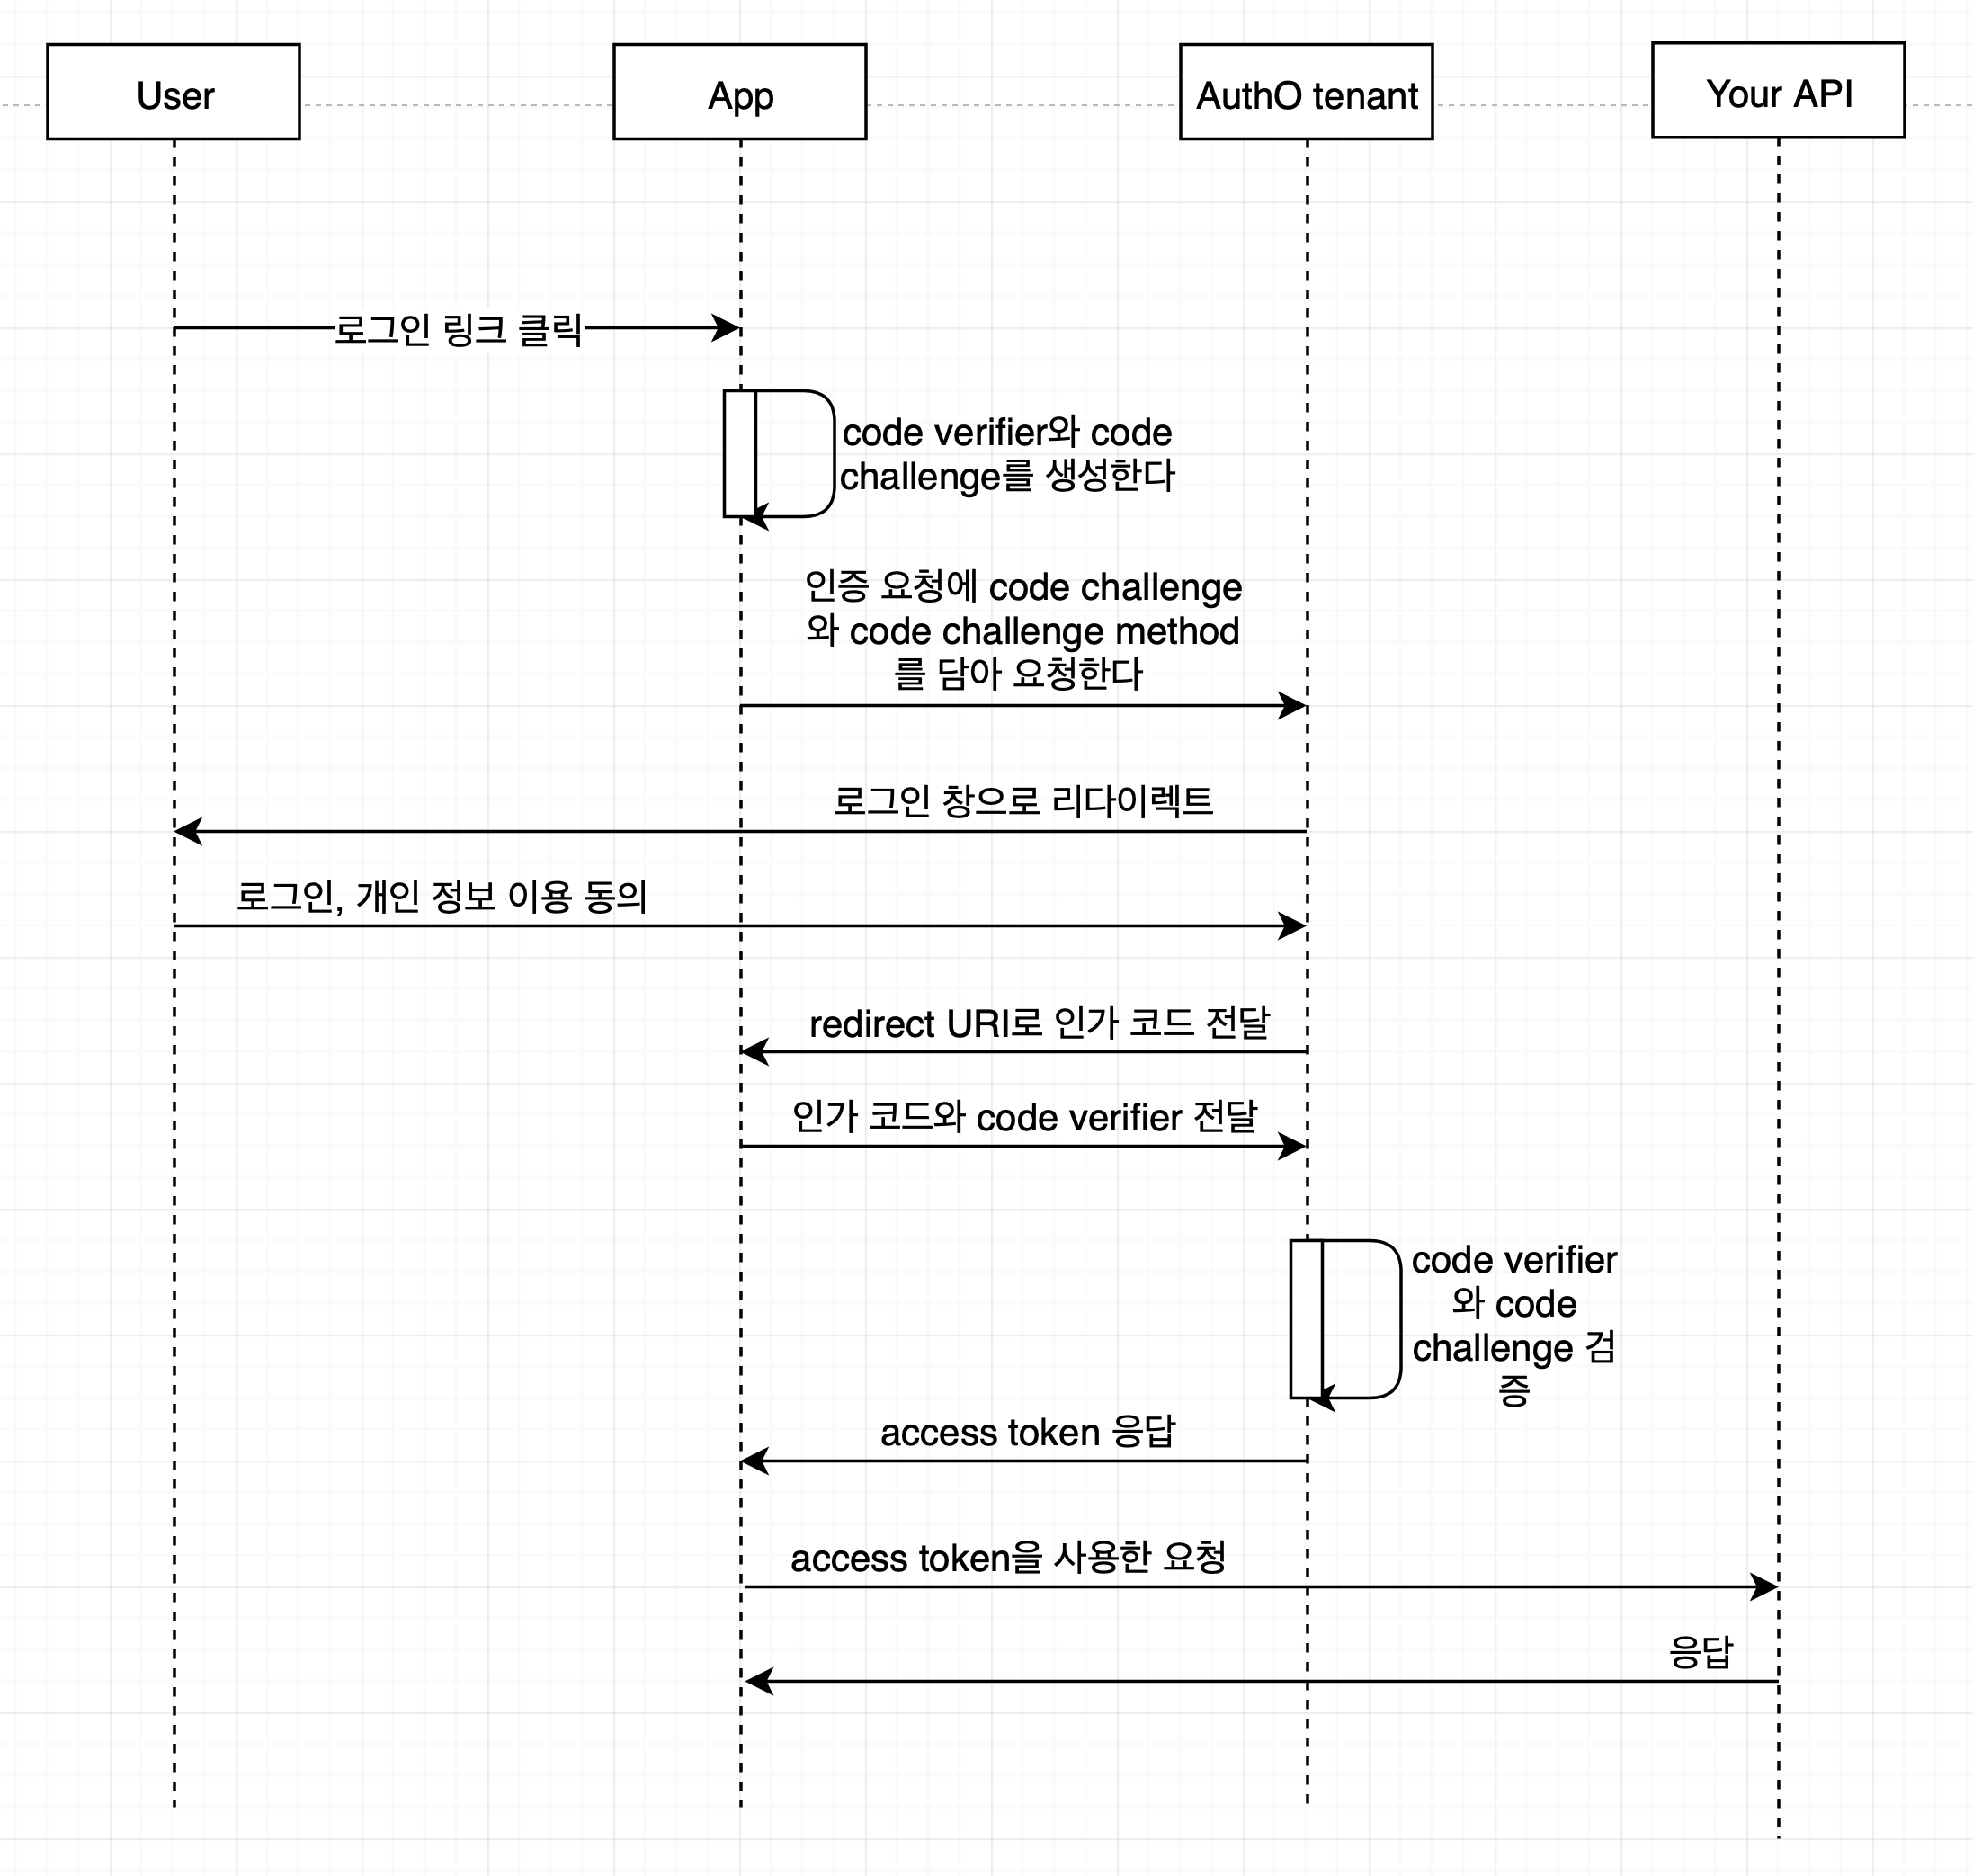 User
App
AuthO tenant
Your API
로그인 링크 클릭
code verifier와 code
challenge를 생성한다
인증 요청에 code challenge
와 code challenge method
를 담아 요청한다
로그인 창으로 리다이렉트
로그인, 개인 정보 이용 동의
redirect URI로 인가 코드 전달
인가 코드와 code verifier 전달
code verifier
와 code
challenge 검
증
access token 응답
access token을 사용한 요청
응답